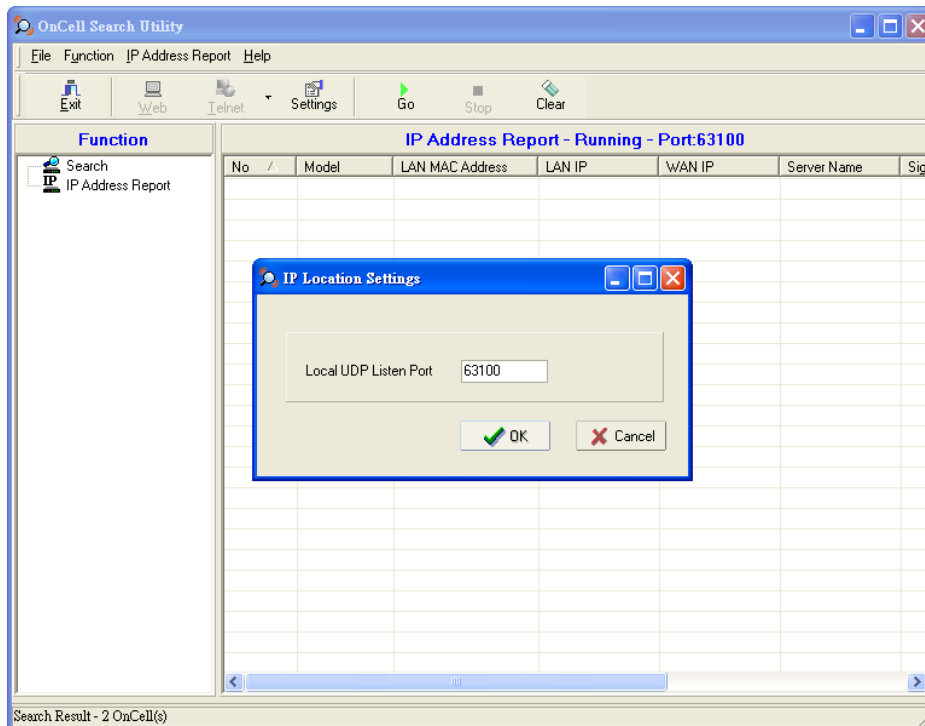 OnCell Search Utility
File Function IP Address Report Help
Exit Web Telnet Settings Go Stop Clear
Function
IP Address Report - Running - Port:63100
Search
IP Address Report
No Model LAN MAC Address LAN IP WAN IP Server Name Sig
IP Location Settings
Local UDP Listen Port 63100
OK Cancel
Search Result - 2 OnCell(s)